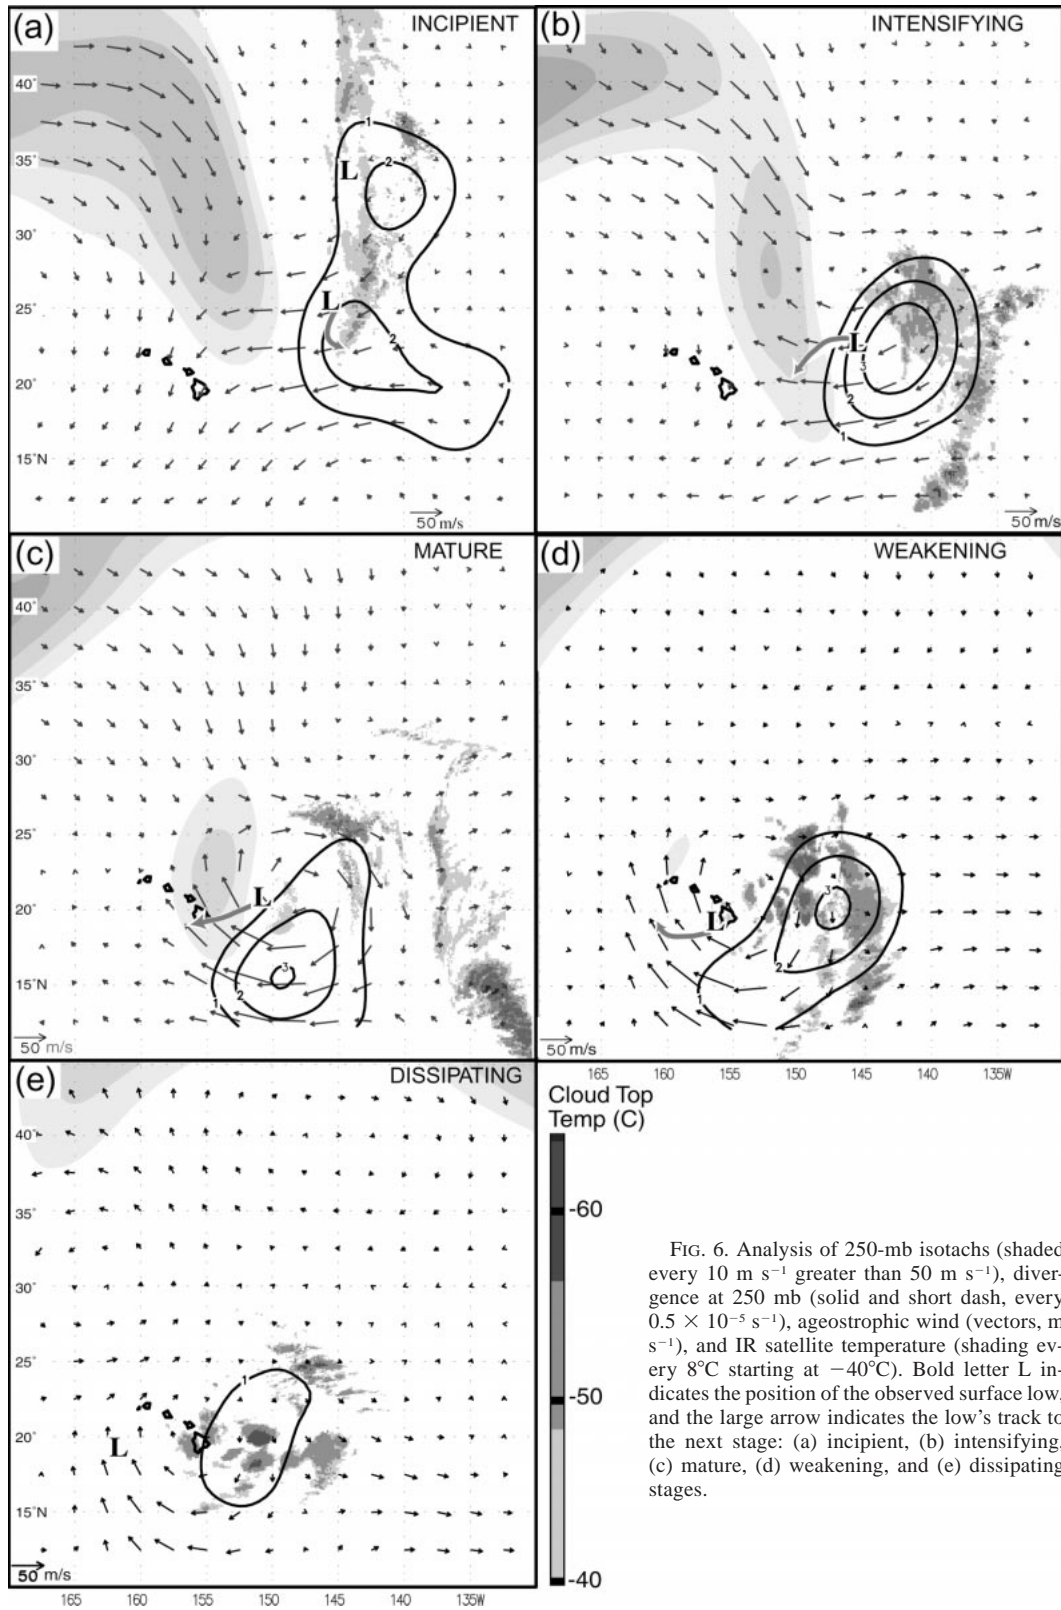 (a)
INCIPIENT
40°
35°
30°
25°
20°
15°N
1
2
L
L
2
1
50 m/s
(b)
INTENSIFYING
L
3
2
1
50 m/s
(c)
MATURE
40°
35°
30°
25°
20°
15N
L
3
2
1
50 m/s
(d)
WEAKENING
L
3
2
1
50 m/s
165 160 155 150 145 140 135W
(e)
DISSIPATING
40°
35°
30°
25°
20°
15°N
1
L
50 m/s
165 160 155 150 145 140 135W
Cloud Top
Temp (C)
-60
-50
-40
FIG. 6. Analysis of 250-mb isotachs (shaded
every 10 m s⁻¹ greater than 50 m s⁻¹), diver-
gence at 250 mb (solid and short dash, every
0.5 × 10⁻⁵ s⁻¹), ageostrophic wind (vectors, m
s⁻¹), and IR satellite temperature (shading ev-
ery 8°C starting at −40°C). Bold letter L in-
dicates the position of the observed surface low,
and the large arrow indicates the low's track to
the next stage: (a) incipient, (b) intensifying,
(c) mature, (d) weakening, and (e) dissipating
stages.